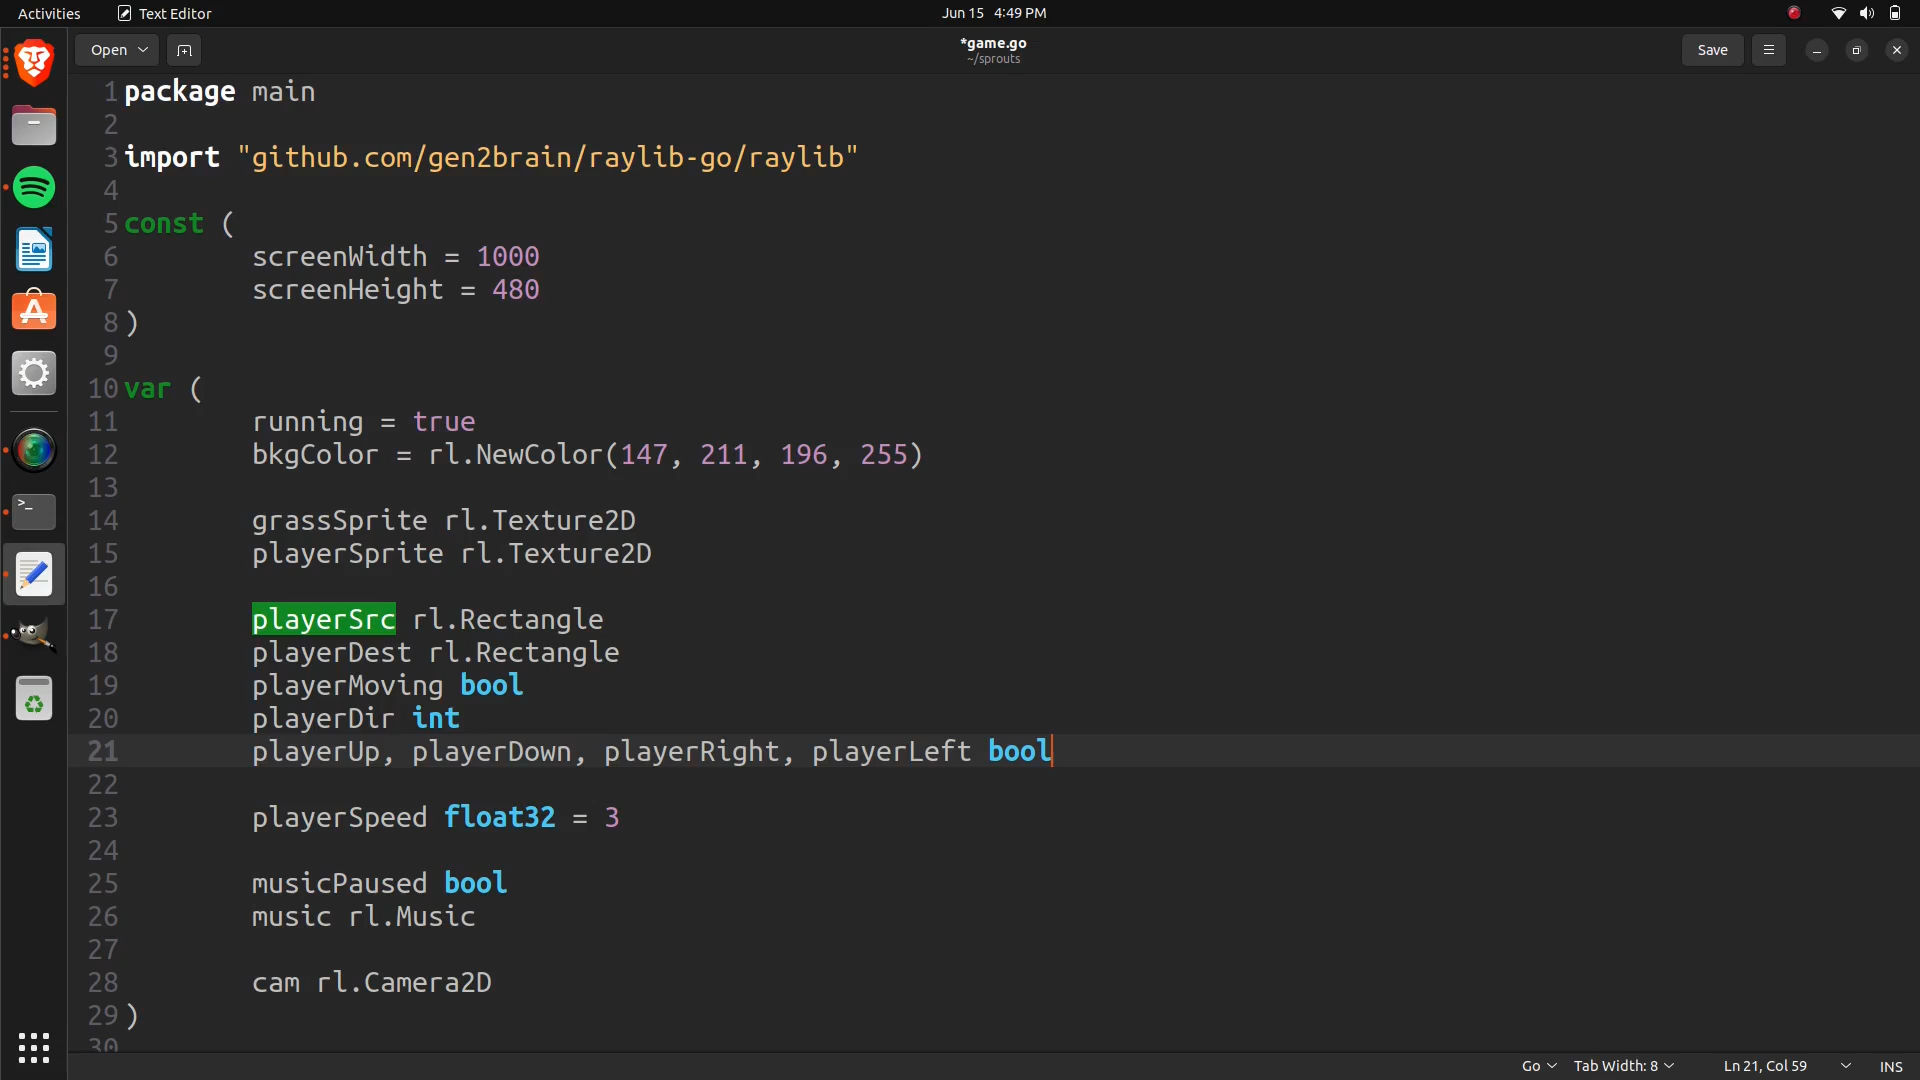 Activities Text Editor Jun 15 4:49 PM
Open *game.go Save
~/sprouts
1 package main
2
3 import "github.com/gen2brain/raylib-go/raylib"
4
5 const (
6 screenWidth = 1000
7 screenHeight = 480
8 )
9
10 var (
11 running = true
12 bkgColor = rl.NewColor(147, 211, 196, 255)
13
14 grassSprite rl.Texture2D
15 playerSprite rl.Texture2D
16
17 playerSrc rl.Rectangle
18 playerDest rl.Rectangle
19 playerMoving bool
20 playerDir int
21 playerUp, playerDown, playerRight, playerLeft bool
22
23 playerSpeed float32 = 3
24
25 musicPaused bool
26 music rl.Music
27
28 cam rl.Camera2D
29 )
30
Go Tab Width: 8 Ln 21, Col 59 INS